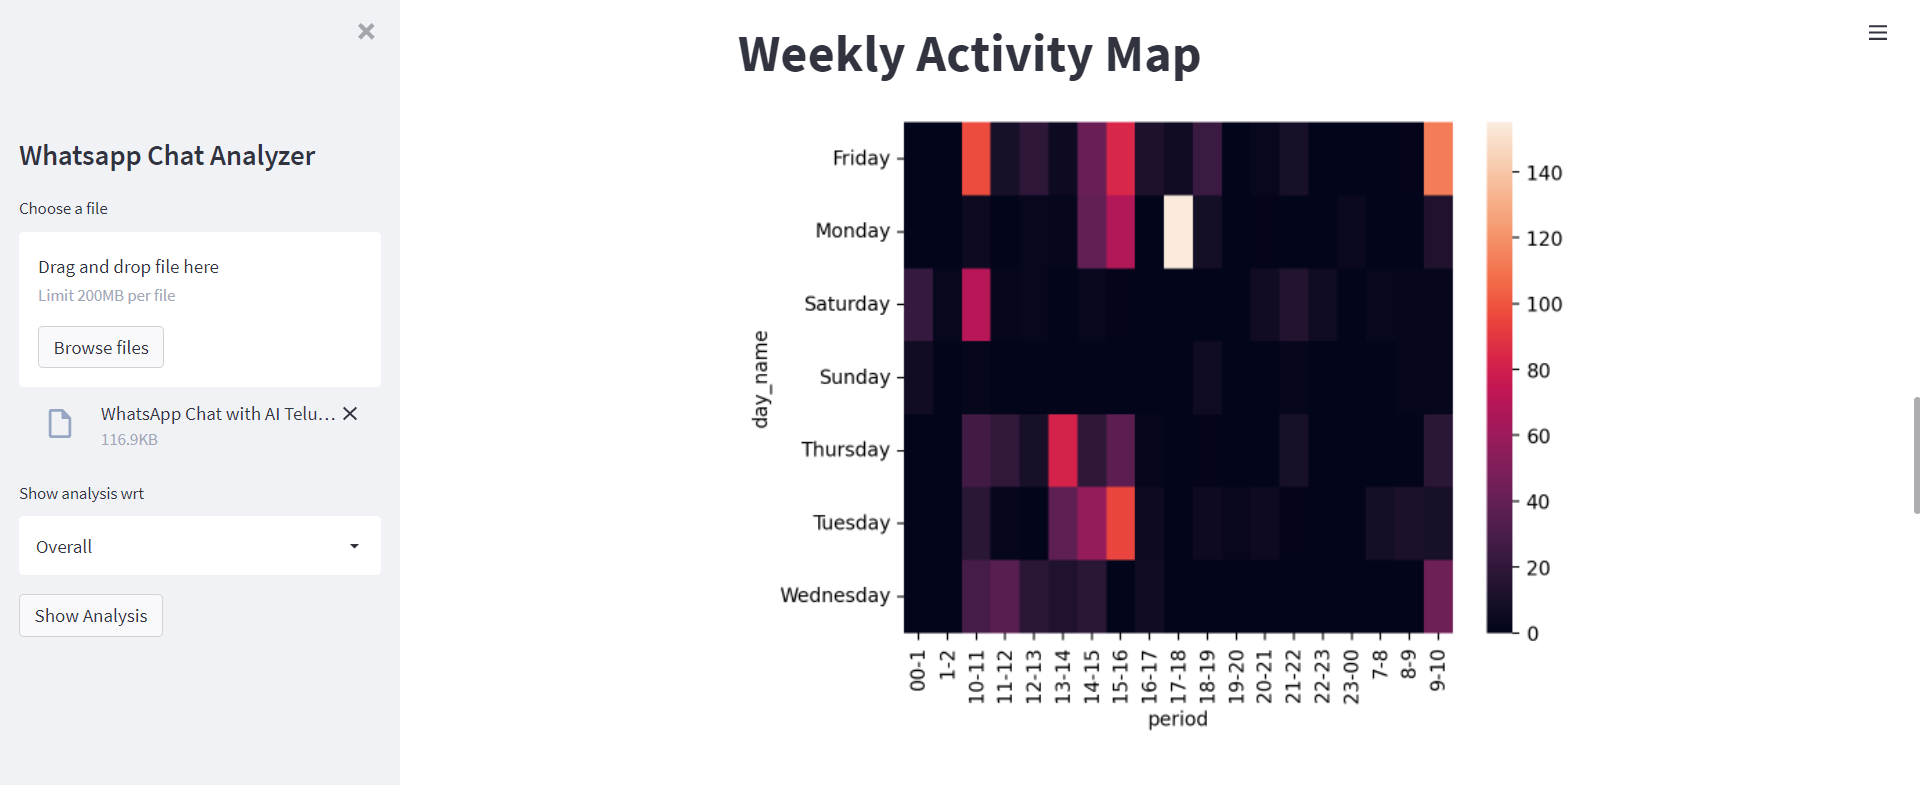 Whatsapp Chat Analyzer
Choose a file
Drag and drop file here
Limit 200MB per file
Browse files
WhatsApp Chat with AI Telu...
116.9KB
Show analysis wrt
Overall
Show Analysis
Weekly Activity Map
day_name
Friday
Monday
Saturday
Sunday
Thursday
Tuesday
Wednesday
00-1
1-2
10-11
11-12
12-13
13-14
14-15
15-16
16-17
17-18
18-19
19-20
20-21
21-22
22-23
23-00
7-8
8-9
9-10
period
140
120
100
80
60
40
20
0